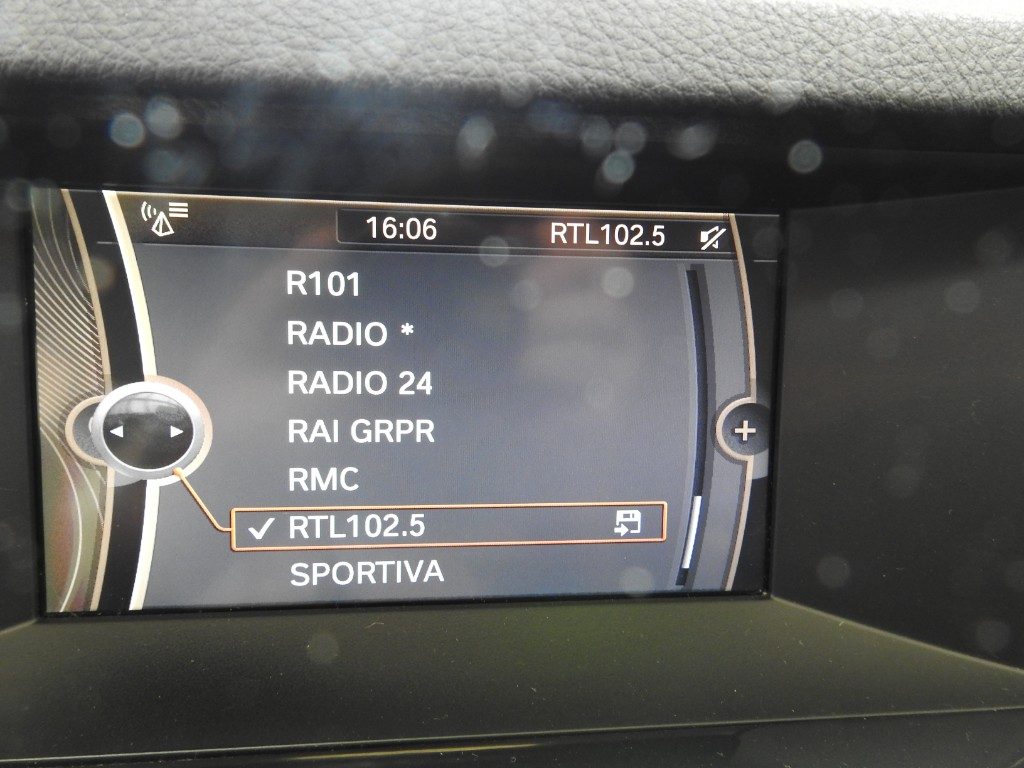 16:06 RTL102.5
R101
RADIO *
RADIO 24
RAI GRPR
RMC
RTL102.5
SPORTIVA